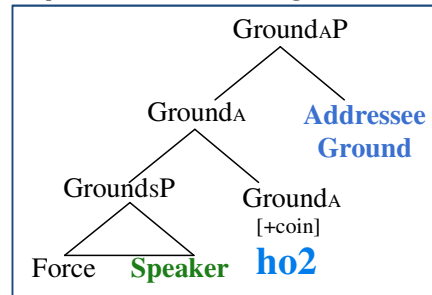 GroundAP
GroundA
Addressee
Ground
GroundsP
GroundA
[+coin]
ho2
Force
Speaker